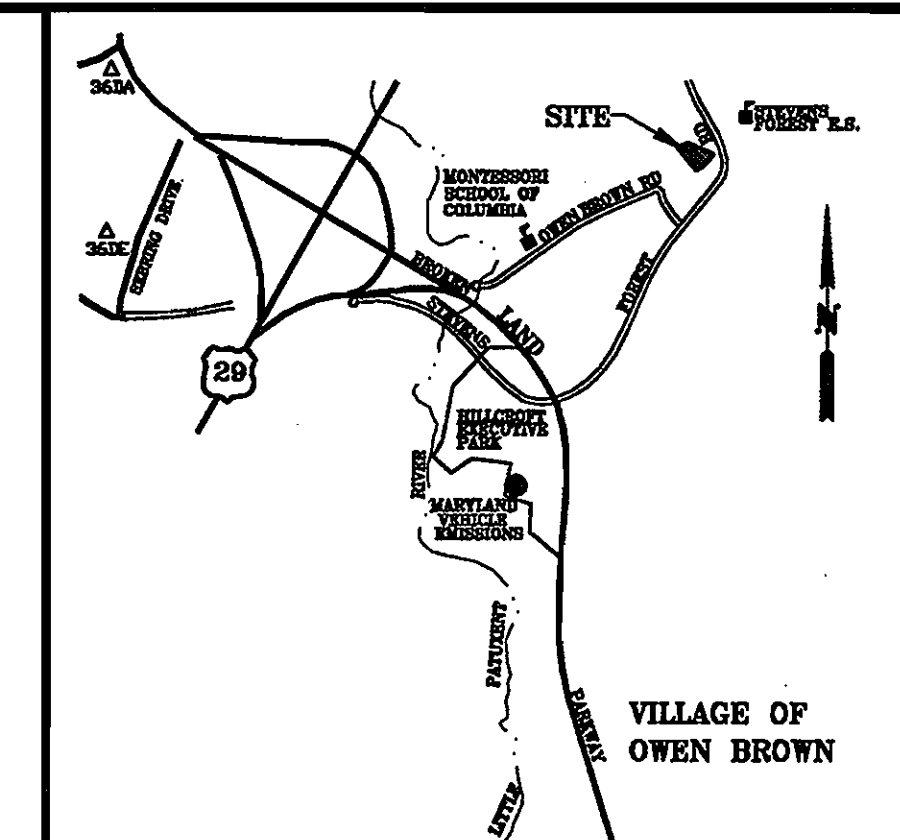 36DA
SITE
STEVENS
FOREST E.S.
RD
MONTESSORI
SCHOOL OF
COLUMBIA
OWEN BROWN RD
SEBRING DRIVE
36DE
BROKEN
LAND
STEVENS
FOREST
N
29
HILLCROFT
EXECUTIVE
PARK
RIVER
MARYLAND
VEHICLE
EMISSIONS
PATUXENT
PARKWAY
VILLAGE OF
OWEN BROWN
LITTLE